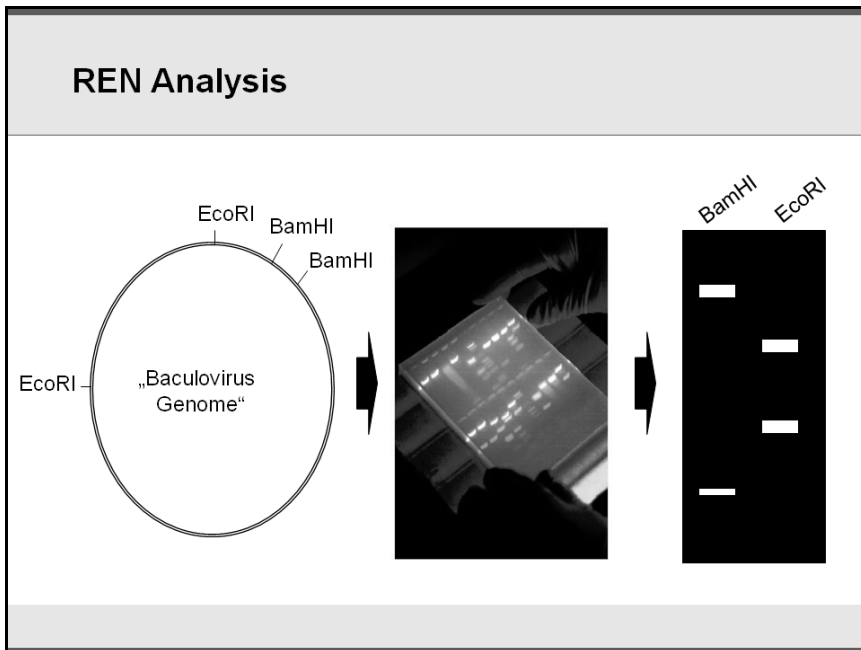 REN Analysis
EcoRI
BamHI
BamHI
EcoRI
„Baculovirus
Genome“
BamHI
EcoRI